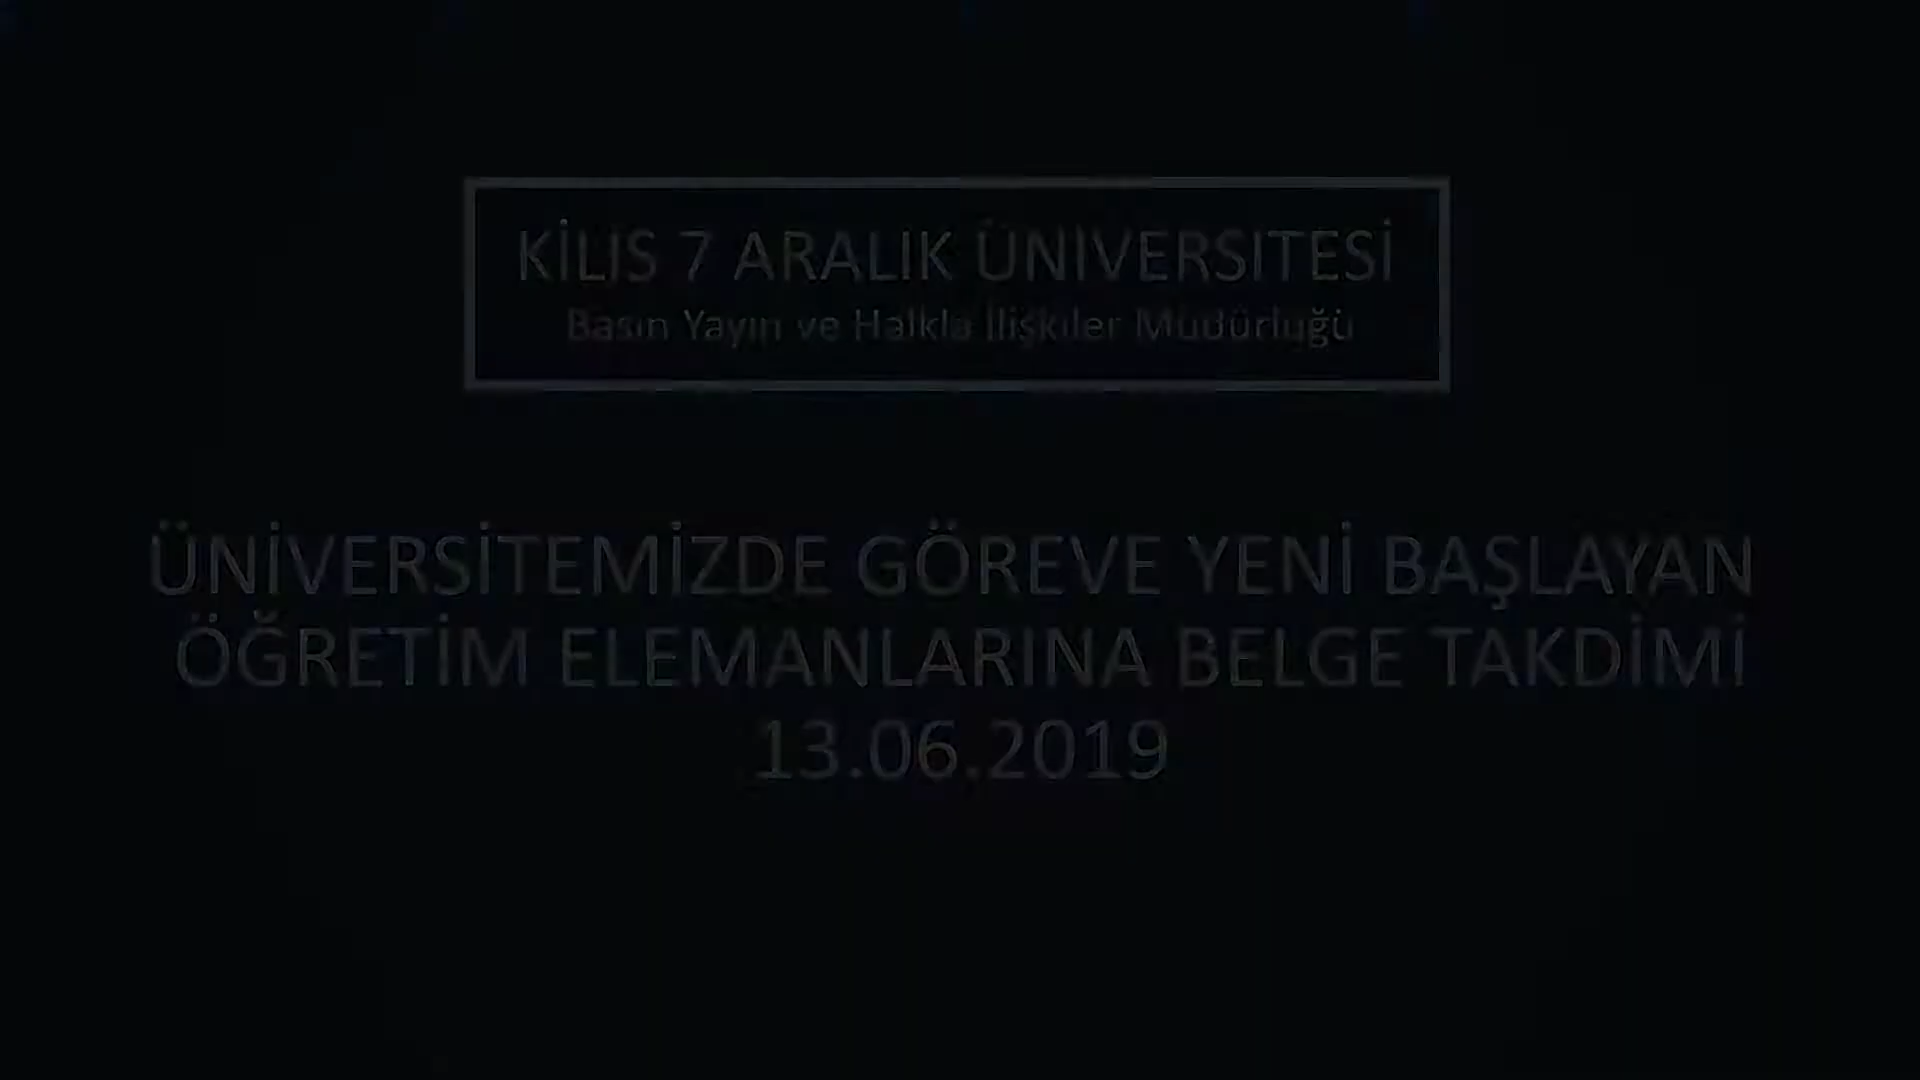 KİLİS 7 ARALIK ÜNİVERSİTESİ
Basın Yayın ve Halkla İlişkiler Müdürlüğü
ÜNİVERSİTEMİZDE GÖREVE YENİ BAŞLAYAN
ÖĞRETİM ELEMANLARINA BELGE TAKDİMİ
13.06.2019